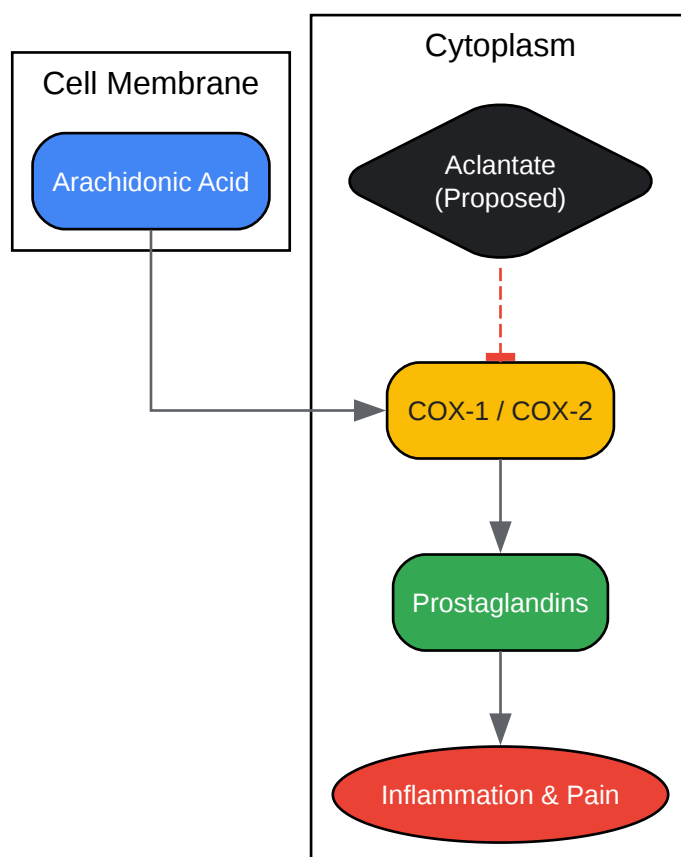 Cell Membrane
Arachidonic Acid
Cytoplasm
Aclantate
(Proposed)
COX-1 / COX-2
Prostaglandins
Inflammation & Pain